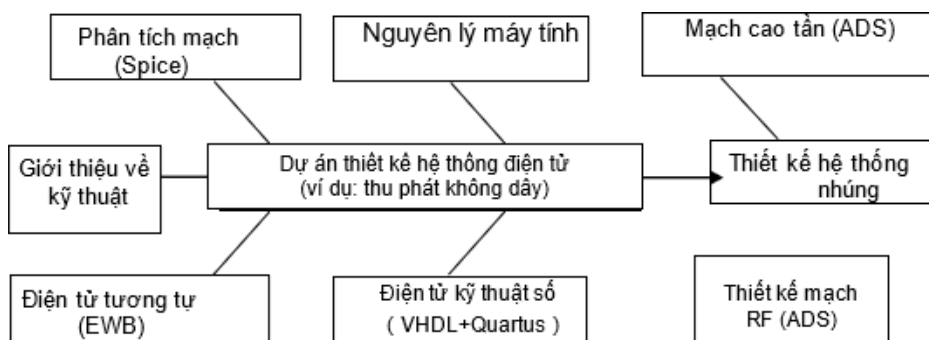 Phân tích mạch
(Spice)
Nguyên lý máy tính
Mạch cao tần (ADS)
Giới thiệu về
kỹ thuật
Dự án thiết kế hệ thống điện tử
(ví dụ: thu phát không dây)
Thiết kế hệ thống
nhúng
Điện tử tương tự
(EWB)
Điện tử kỹ thuật số
( VHDL+Quartus )
Thiết kế mạch
RF (ADS)